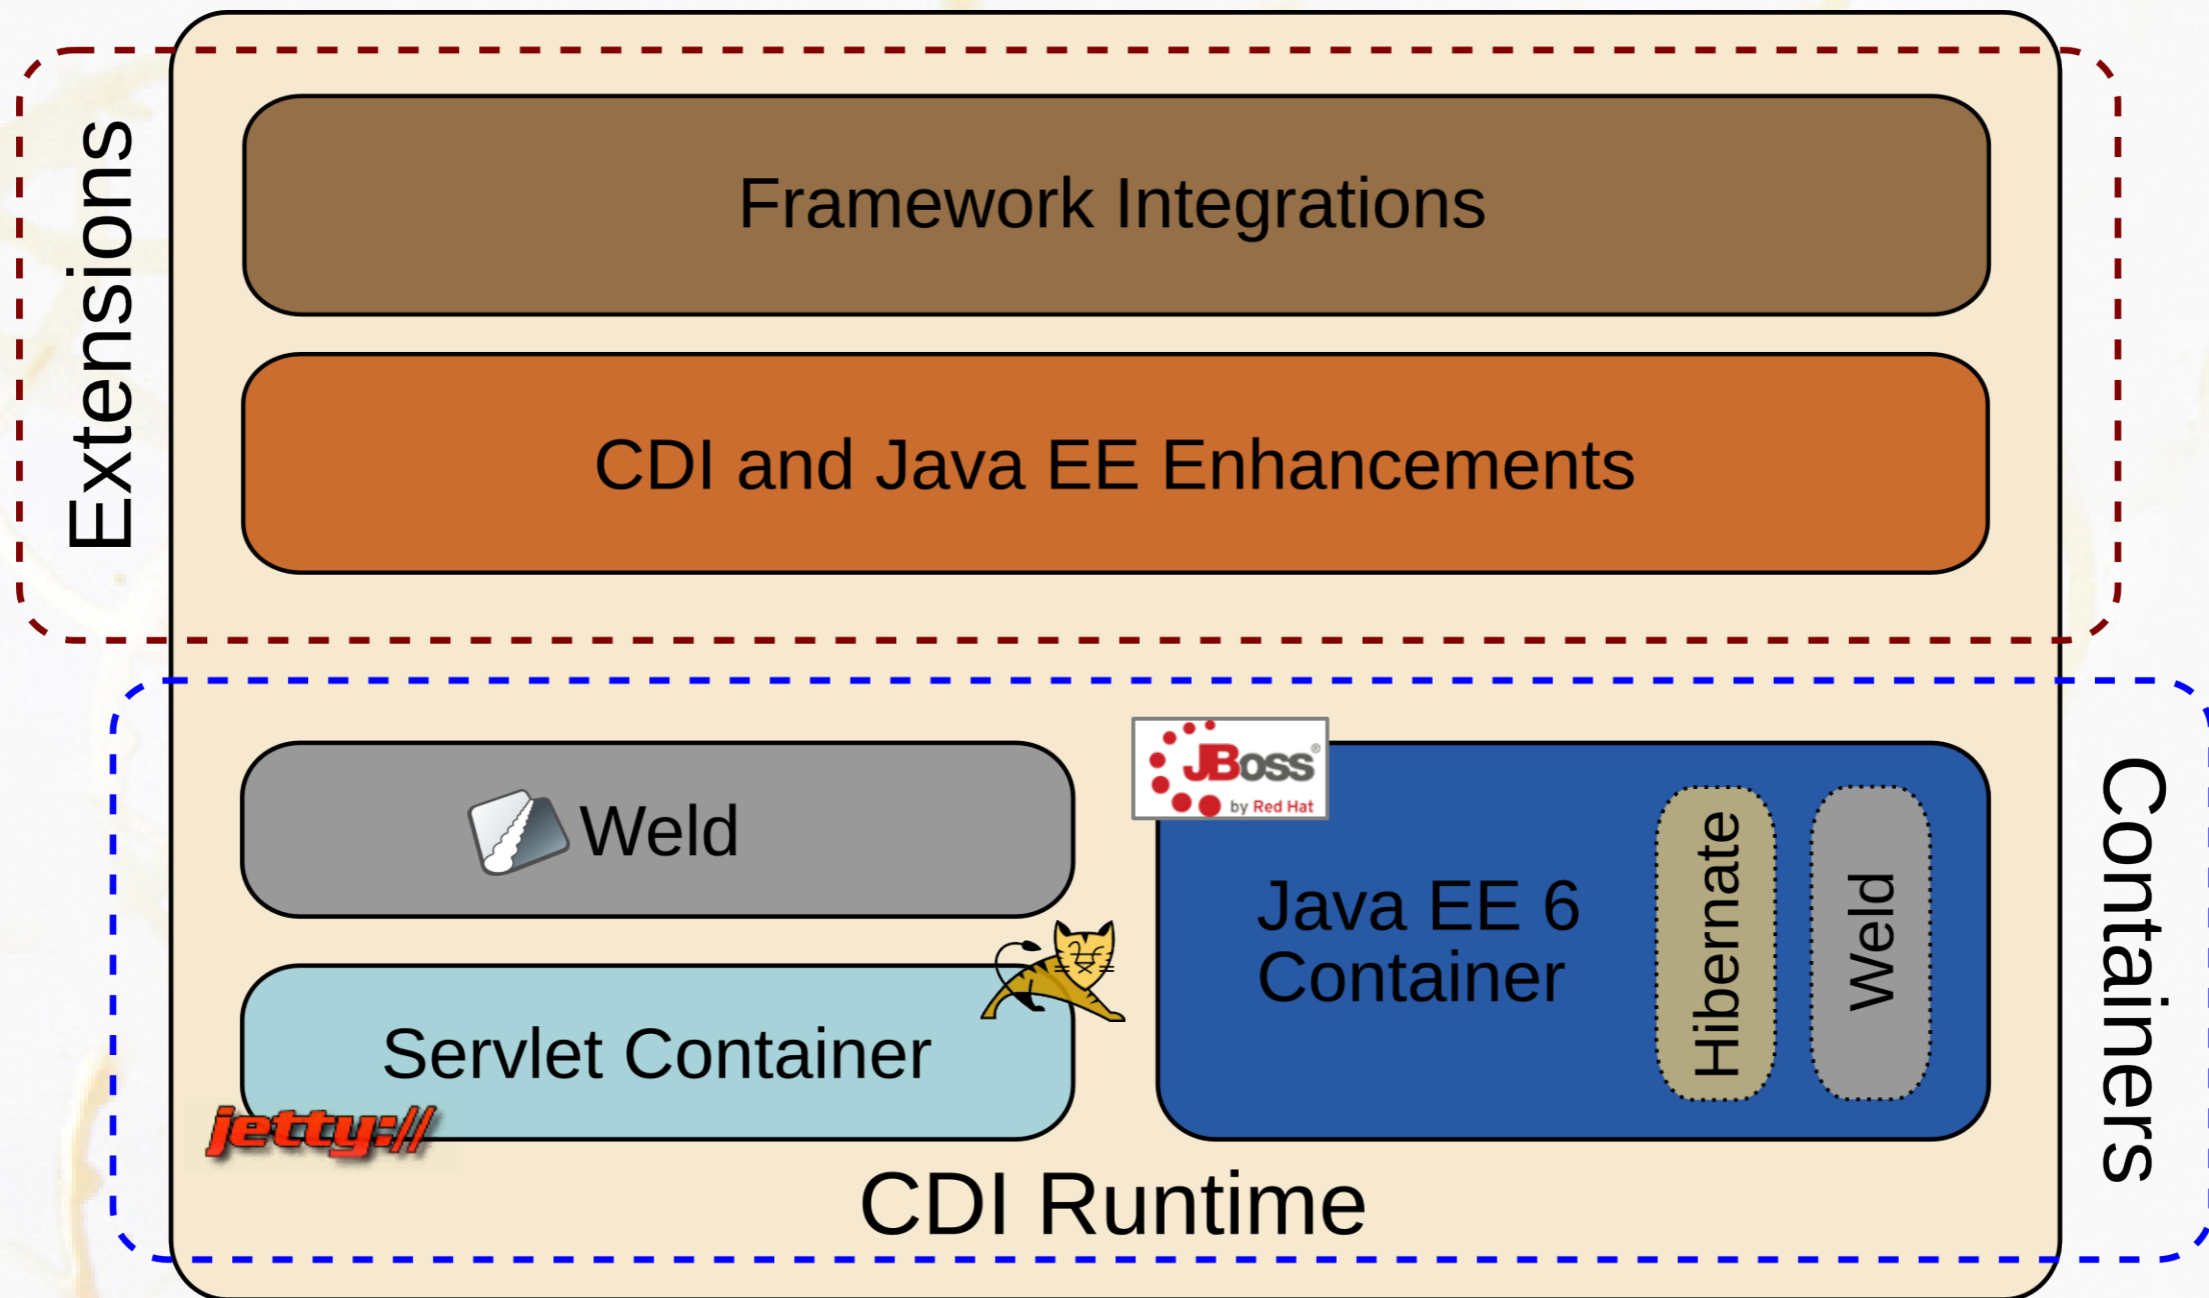 Extensions
Framework Integrations
CDI and Java EE Enhancements
Weld
JBoss®
by Red Hat
Java EE 6
Container
Hibernate
Weld
Servlet Container
jetty://
Containers
CDI Runtime